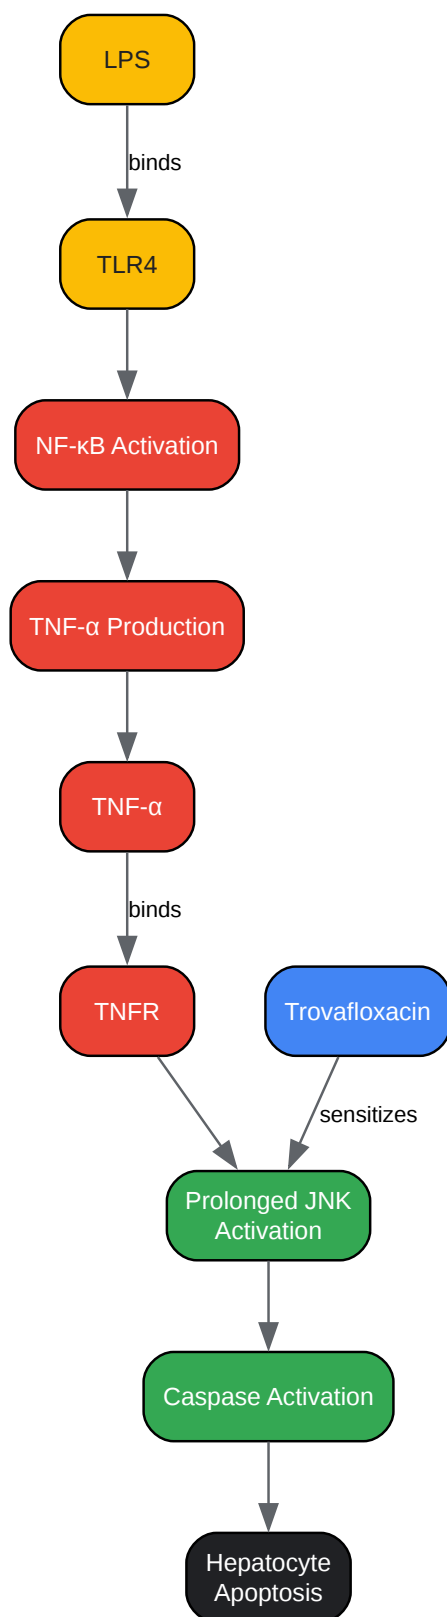 LPS
binds
TLR4
NF-κB Activation
TNF-α Production
TNF-α
binds
TNFR
Trovafloxacin
sensitizes
Prolonged JNK
Activation
Caspase Activation
Hepatocyte
Apoptosis